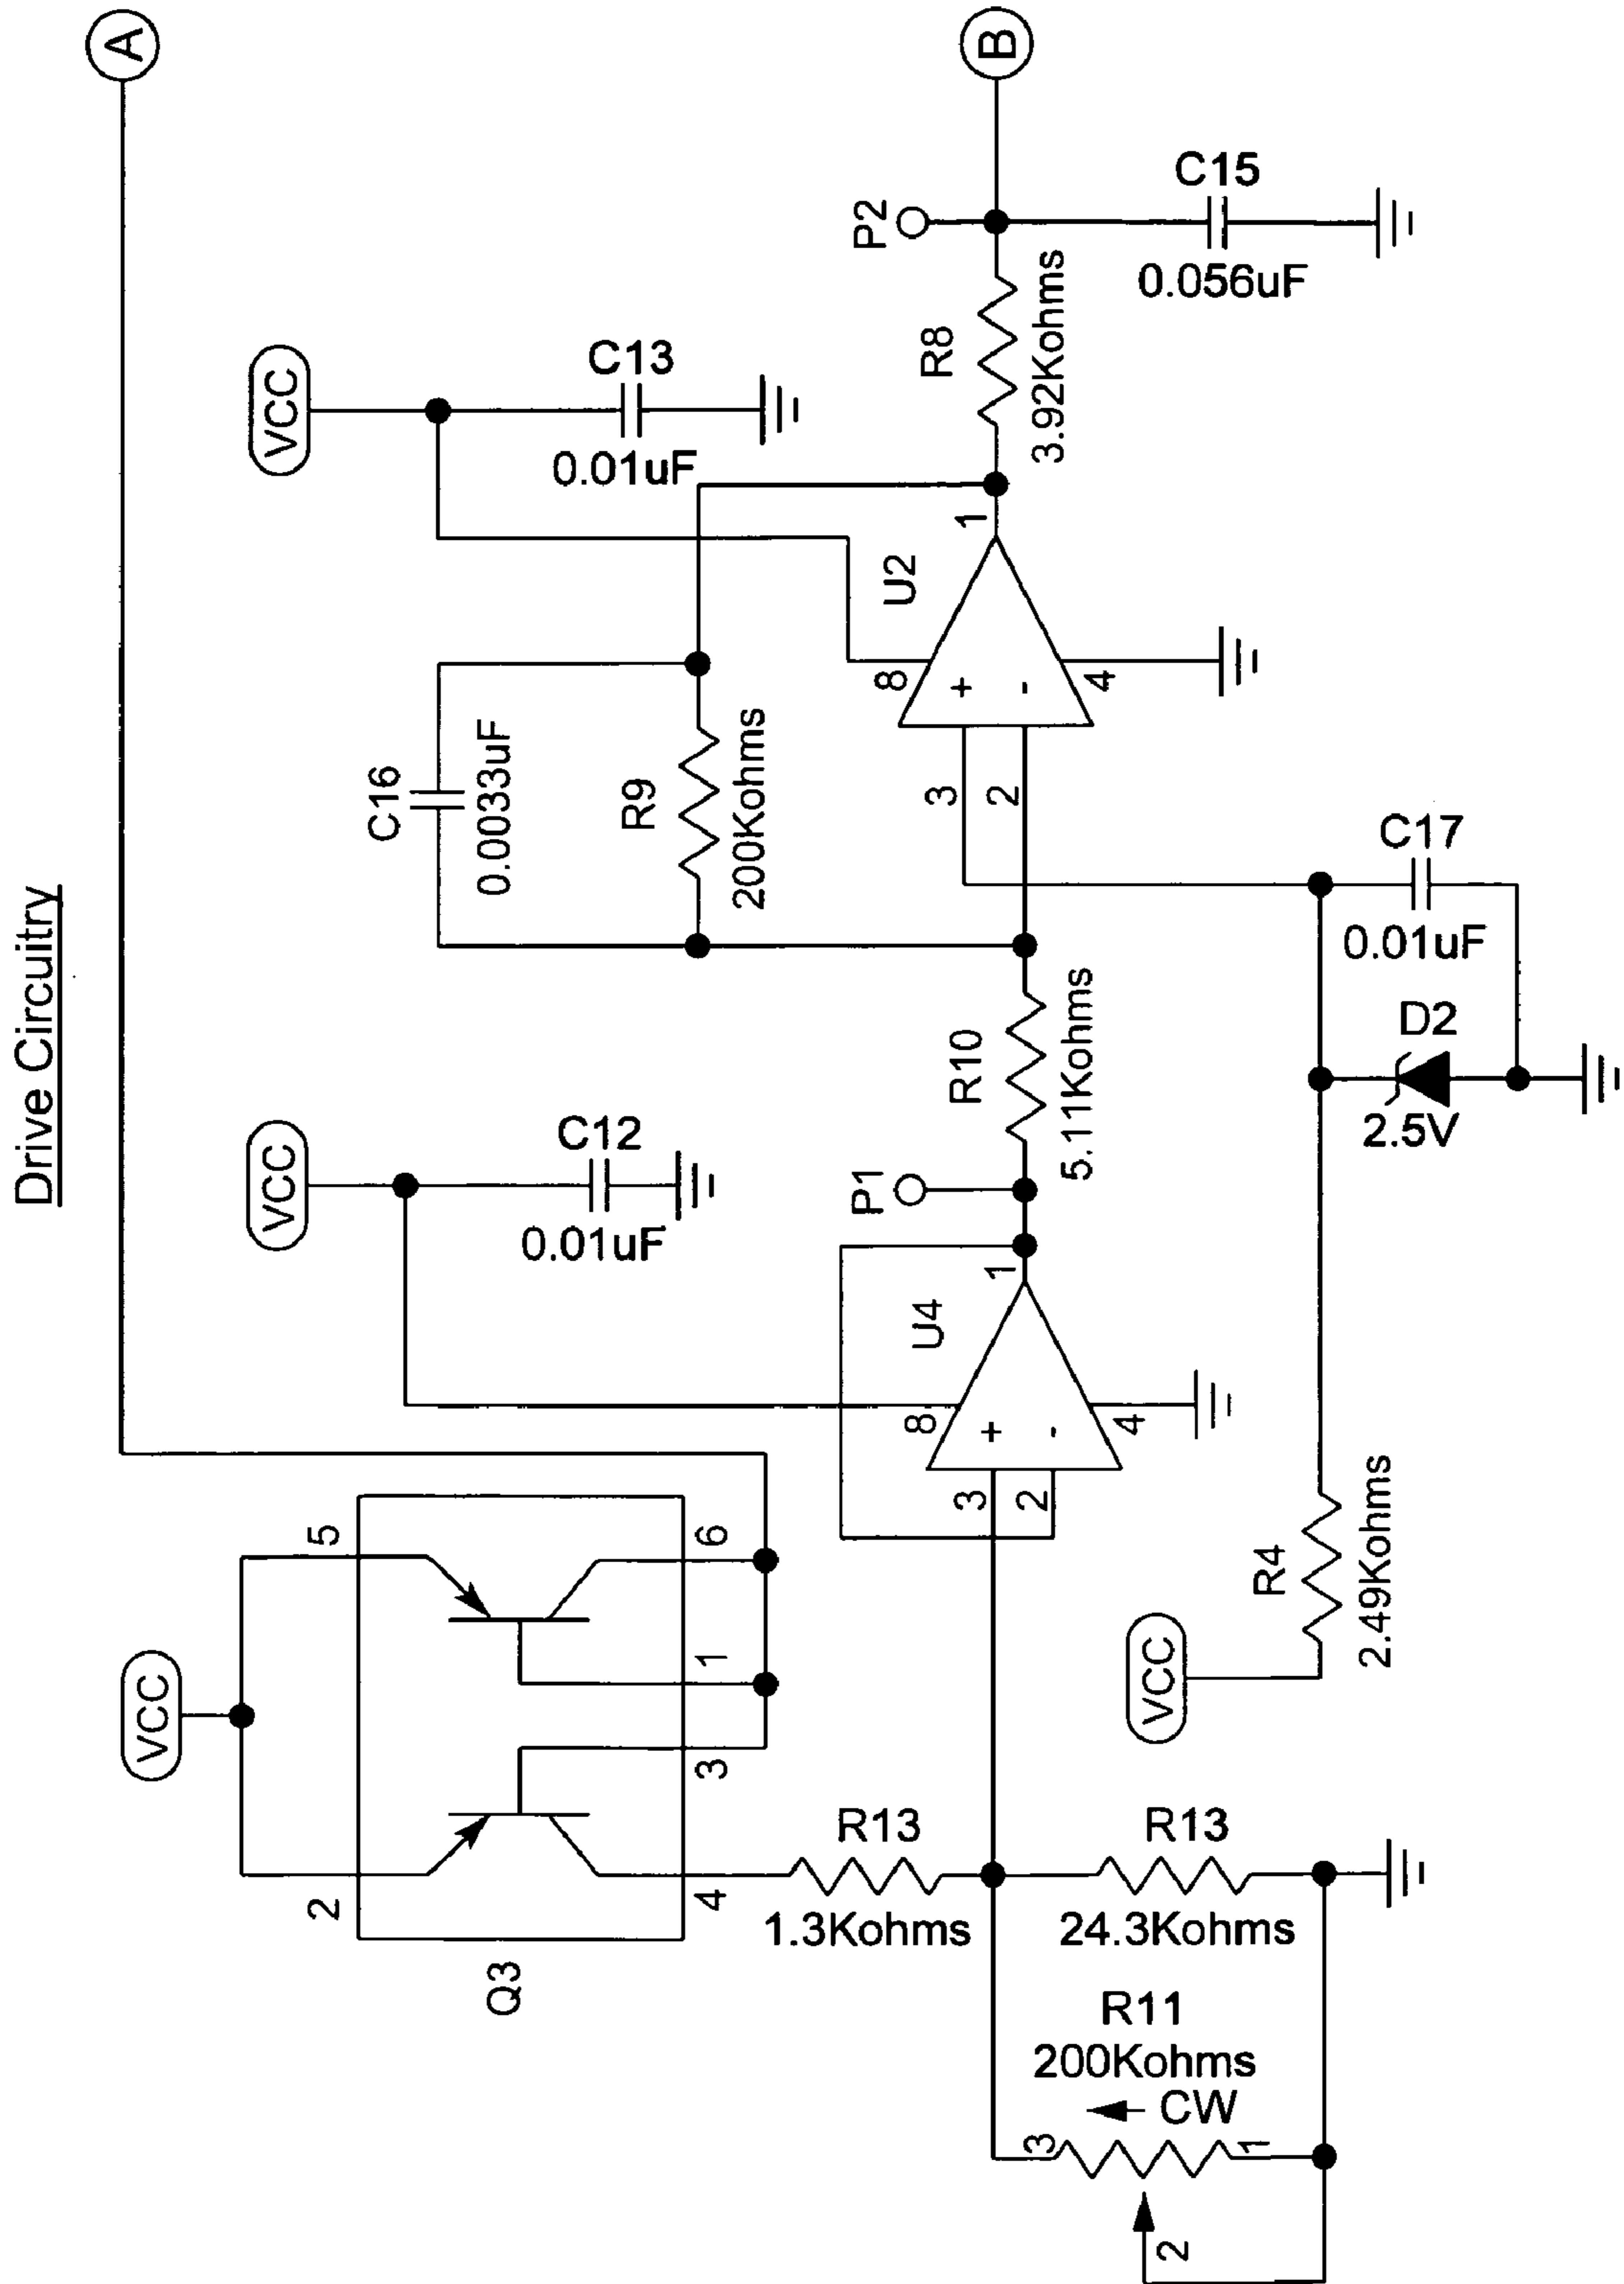 Drive Circuitry
A
VCC
5
2
6
1
3
4
Q3
VCC
C12
0.01uF
VCC
C13
0.01uF
C16
0.0033uF
R9
200Kohms
P1
P2
B
U4
8
+
-
4
3
2
1
U2
8
+
-
4
3
2
1
R10
5.11Kohms
R8
3.92Kohms
C15
0.056uF
R13
1.3Kohms
R13
24.3Kohms
R11
200Kohms
CW
3
1
2
VCC
R4
2.49Kohms
D2
2.5V
C17
0.01uF